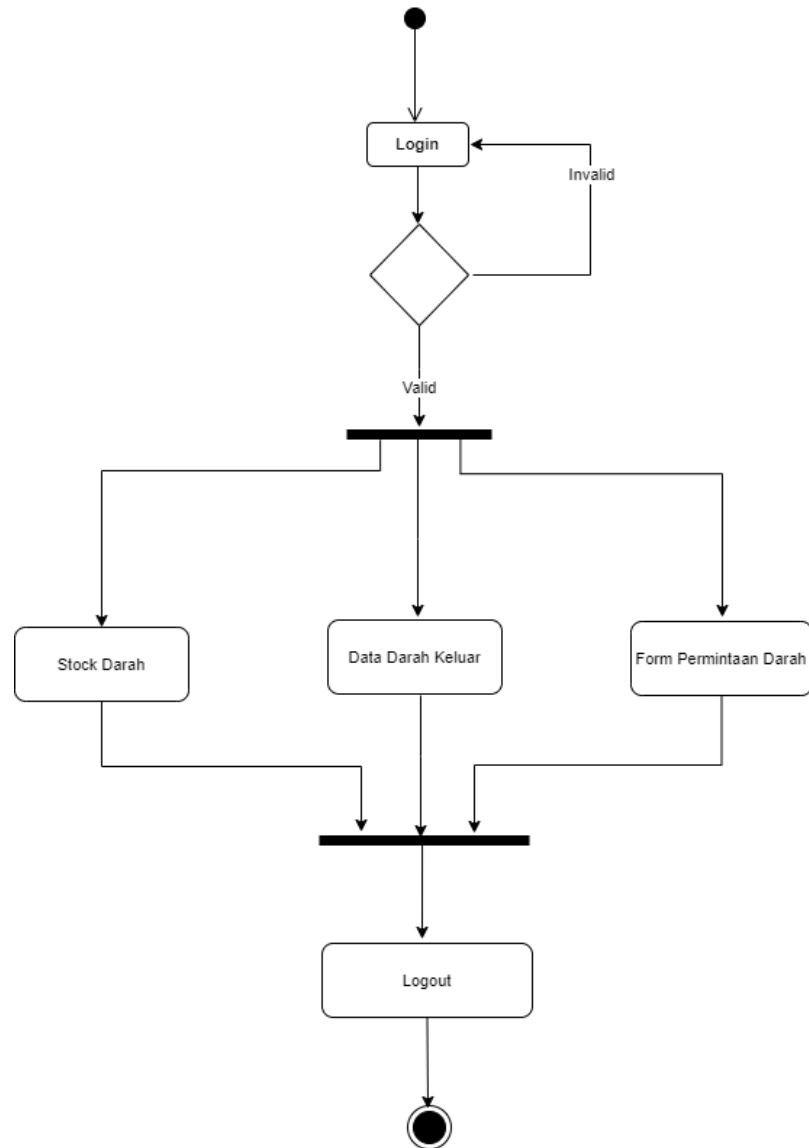 Login
Invalid
Valid
Stock Darah
Data Darah Keluar
Form Permintaan Darah
Logout